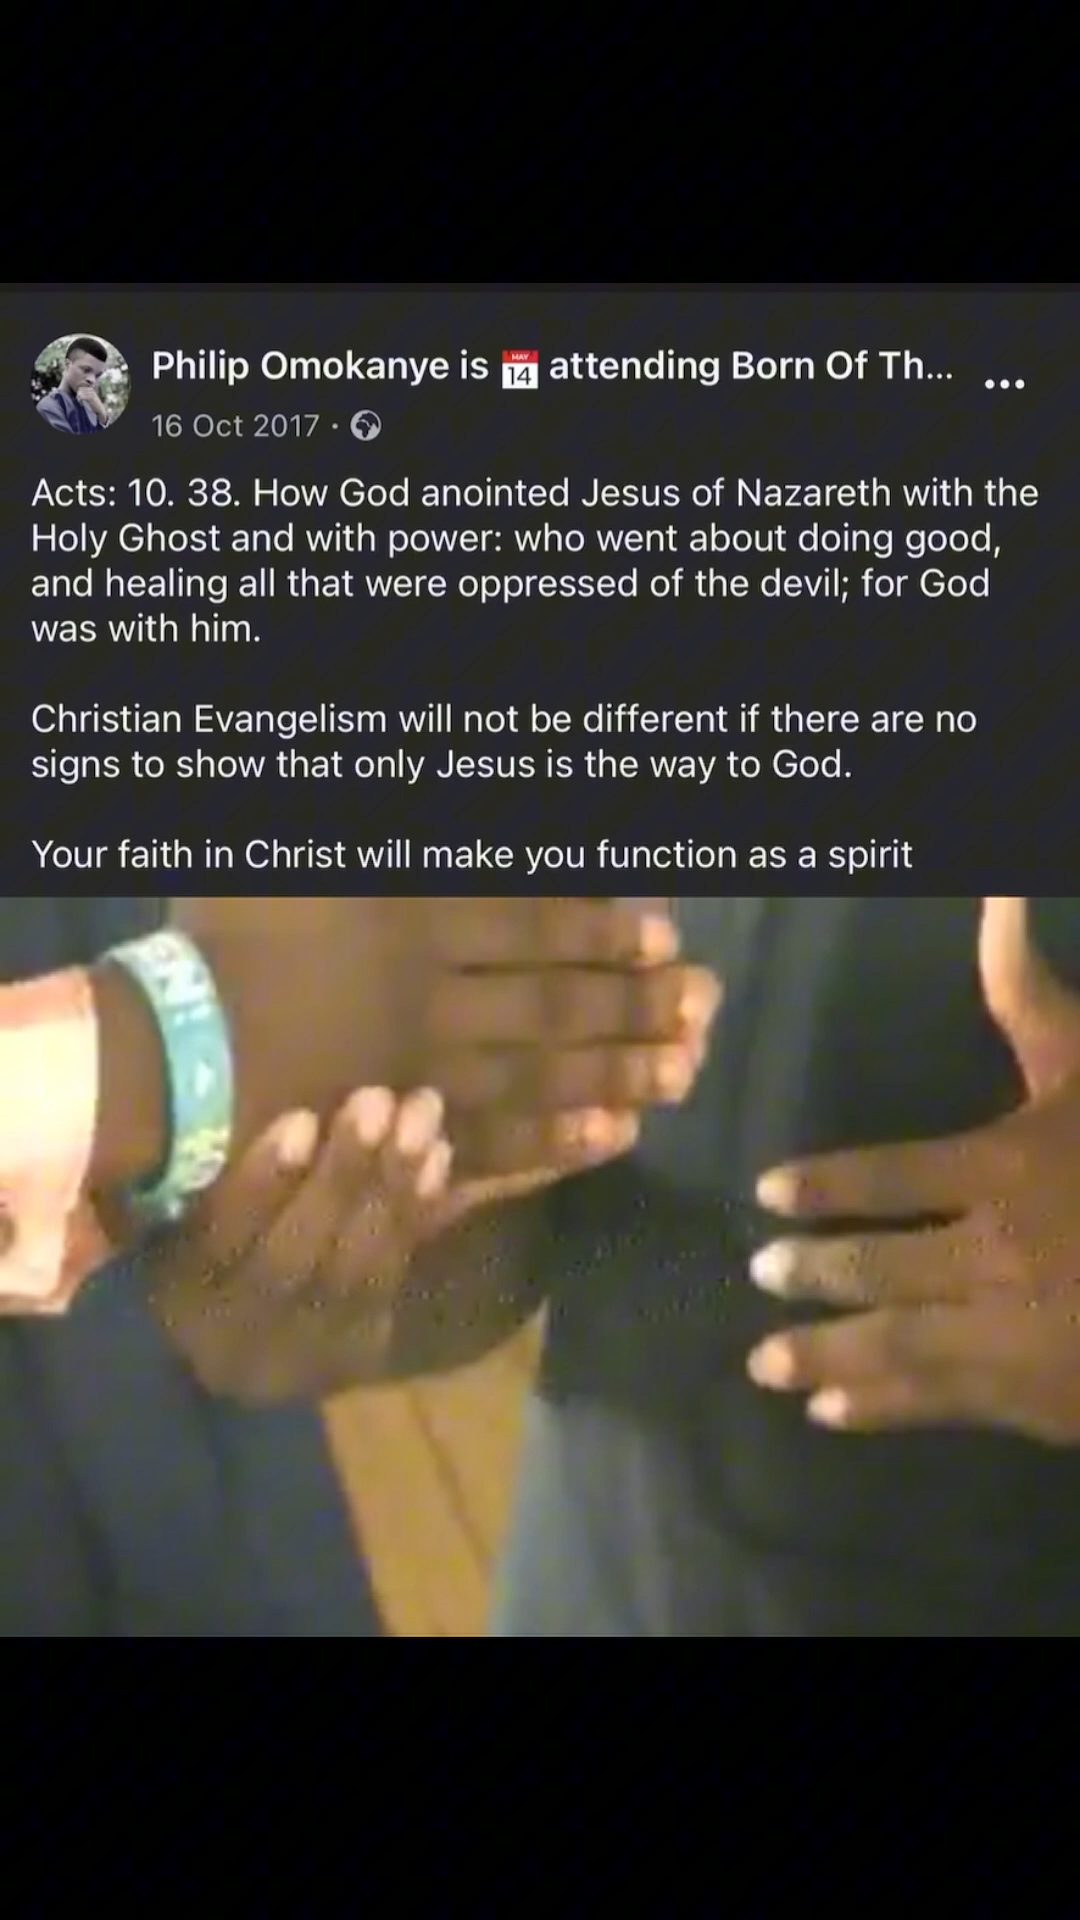 Philip Omokanye is MAY 14 attending Born Of Th...
16 Oct 2017 ·
Acts: 10. 38. How God anointed Jesus of Nazareth with the
Holy Ghost and with power: who went about doing good,
and healing all that were oppressed of the devil; for God
was with him.
Christian Evangelism will not be different if there are no
signs to show that only Jesus is the way to God.
Your faith in Christ will make you function as a spirit